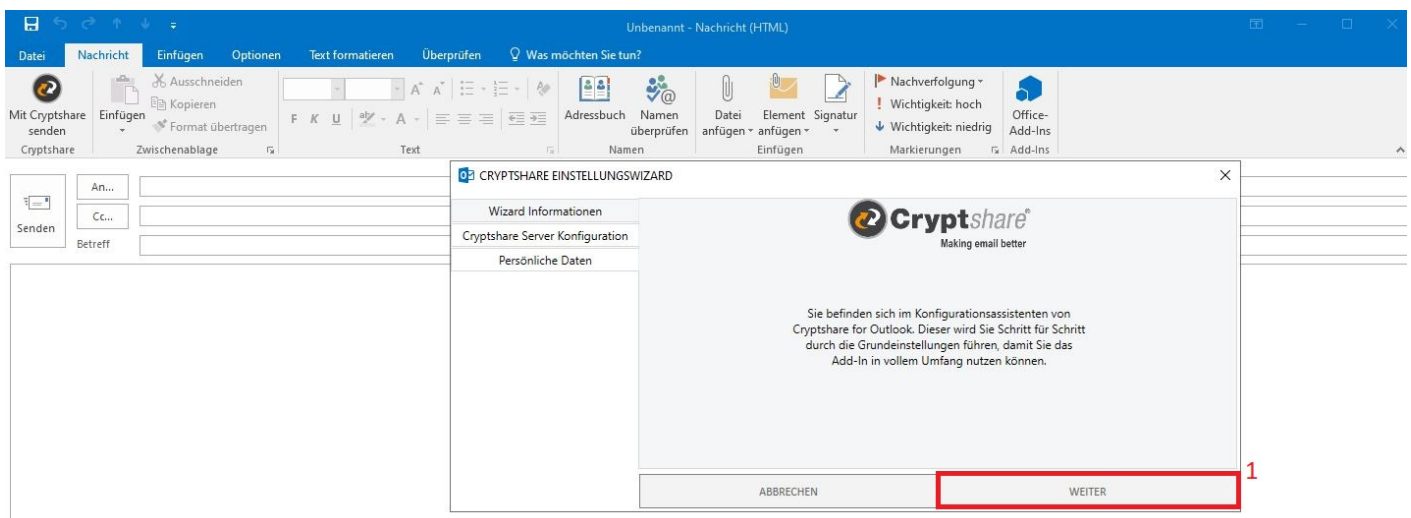 Unbenannt - Nachricht (HTML)
Datei Nachricht Einfügen Optionen Text formatieren Überprüfen Was möchten Sie tun?
Mit Cryptshare senden
Cryptshare
Einfügen
Ausschneiden
Kopieren
Format übertragen
Zwischenablage
F K U
Text
Adressbuch
Namen überprüfen
Namen
Datei anfügen
Element anfügen
Signatur
Einfügen
Nachverfolgung
Wichtigkeit: hoch
Wichtigkeit: niedrig
Markierungen
Office-Add-Ins
Add-Ins
Senden
An...
Cc...
Betreff
CRYPTSHARE EINSTELLUNGSWIZARD
Wizard Informationen
Cryptshare Server Konfiguration
Persönliche Daten
Cryptshare®
Making email better
Sie befinden sich im Konfigurationsassistenten von
Cryptshare for Outlook. Dieser wird Sie Schritt für Schritt
durch die Grundeinstellungen führen, damit Sie das
Add-In in vollem Umfang nutzen können.
ABBRECHEN
WEITER
1